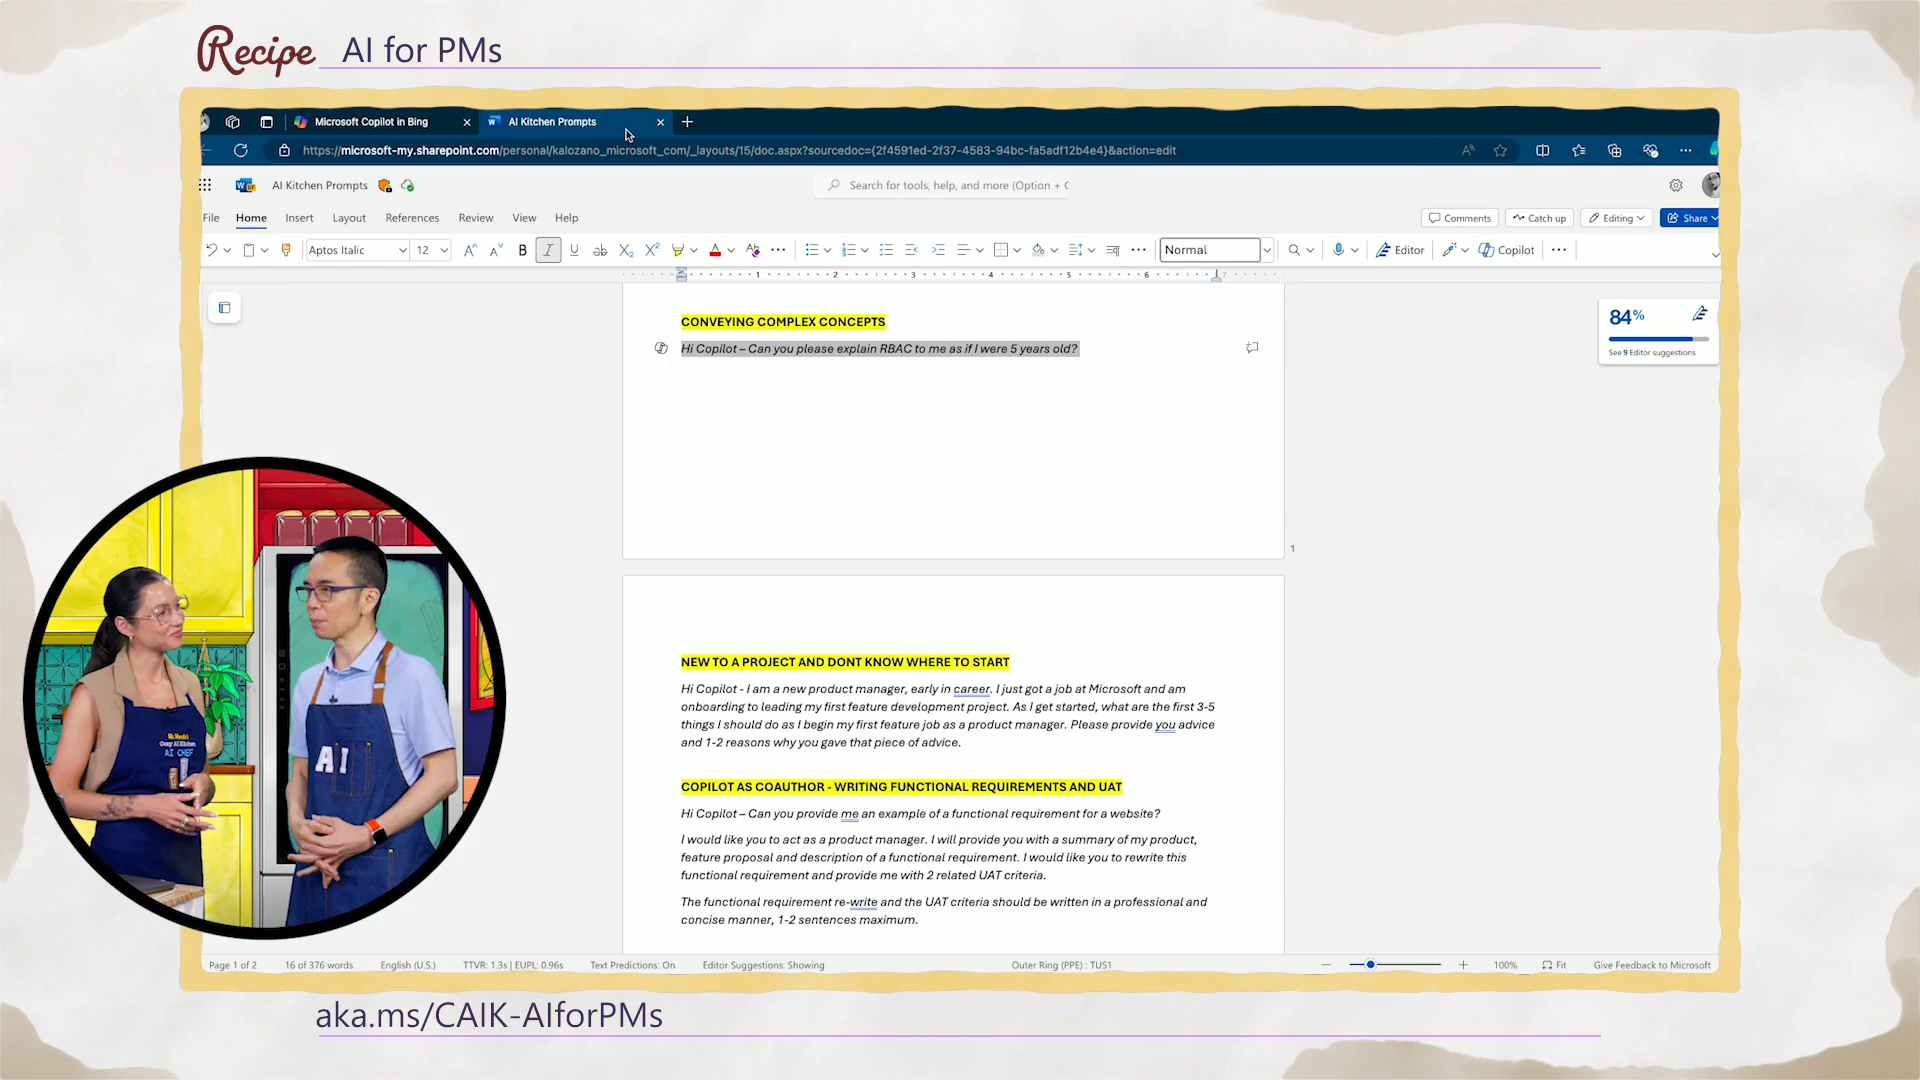 Recipe AI for PMs
Microsoft Copilot in Bing
AI Kitchen Prompts
https://microsoft-my.sharepoint.com/personal/kalozano_microsoft_com/_layouts/15/doc.aspx?sourcedoc={2f4591ed-2f37-4583-94bc-fa5adf12b4e4}&action=edit
AI Kitchen Prompts
Search for tools, help, and more (Option +
File Home Insert Layout References Review View Help
Comments Catch up Editing Share
Aptos Italic 12 Normal Editor Copilot
1 2 3 4 5 6 7
CONVEYING COMPLEX CONCEPTS
Hi Copilot – Can you please explain RBAC to me as if I were 5 years old?
84%
See 9 Editor suggestions
1
NEW TO A PROJECT AND DONT KNOW WHERE TO START
Hi Copilot - I am a new product manager, early in career. I just got a job at Microsoft and am
onboarding to leading my first feature development project. As I get started, what are the first 3-5
things I should do as I begin my first feature job as a product manager. Please provide you advice
and 1-2 reasons why you gave that piece of advice.
COPILOT AS COAUTHOR - WRITING FUNCTIONAL REQUIREMENTS AND UAT
Hi Copilot – Can you provide me an example of a functional requirement for a website?
I would like you to act as a product manager. I will provide you with a summary of my product,
feature proposal and description of a functional requirement. I would like you to rewrite this
functional requirement and provide me with 2 related UAT criteria.
The functional requirement re-write and the UAT criteria should be written in a professional and
concise manner, 1-2 sentences maximum.
Cozy AI Kitchen
AI CHEF
AI
Page 1 of 2 16 of 376 words English (U.S.) TTVR: 1.3s | EUPL: 0.96s Text Predictions: On Editor Suggestions: Showing Outer Ring (PPE) : TUS1 100% Fit Give Feedback to Microsoft
aka.ms/CAIK-AIforPMs